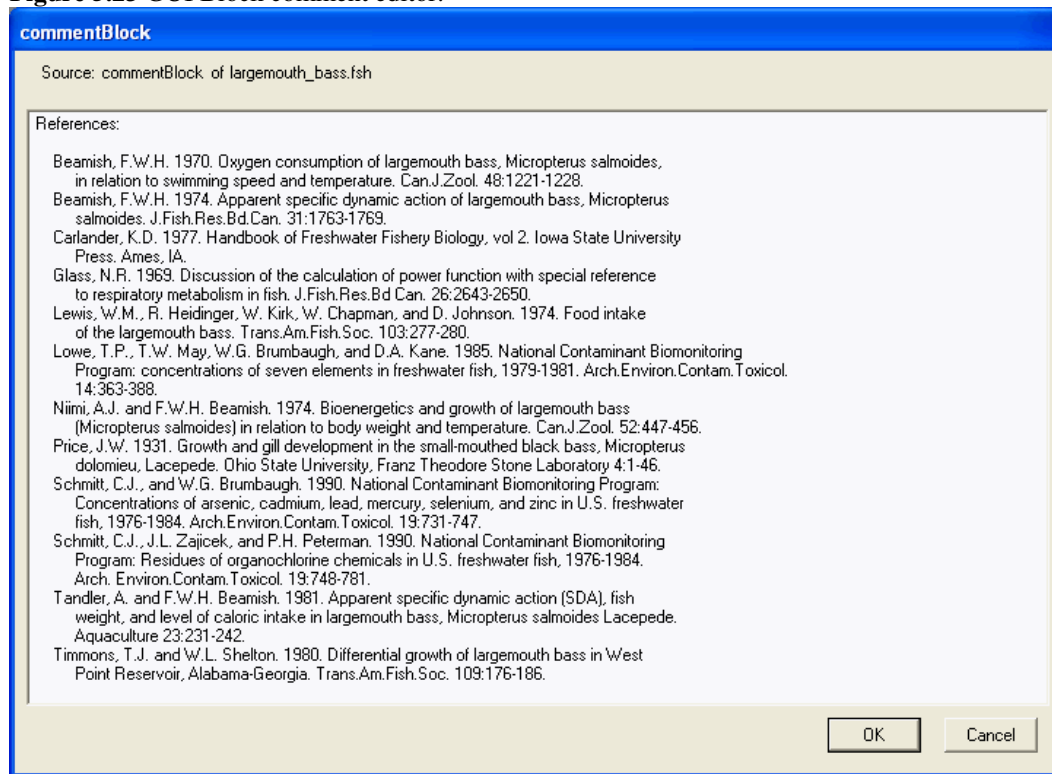 Figure 3.23 GUI Block comment editor.
commentBlock
Source: commentBlock of largemouth_bass.fsh
References:
Beamish, F.W.H. 1970. Oxygen consumption of largemouth bass, Micropterus salmoides,
in relation to swimming speed and temperature. Can.J.Zool. 48:1221-1228.
Beamish, F.W.H. 1974. Apparent specific dynamic action of largemouth bass, Micropterus
salmoides. J.Fish.Res.Bd.Can. 31:1763-1769.
Carlander, K.D. 1977. Handbook of Freshwater Fishery Biology, vol 2. Iowa State University
Press. Ames, IA.
Glass, N.R. 1969. Discussion of the calculation of power function with special reference
to respiratory metabolism in fish. J.Fish.Res.Bd Can. 26:2643-2650.
Lewis, W.M., R. Heidinger, W. Kirk, W. Chapman, and D. Johnson. 1974. Food intake
of the largemouth bass. Trans.Am.Fish.Soc. 103:277-280.
Lowe, T.P., T.W. May, W.G. Brumbaugh, and D.A. Kane. 1985. National Contaminant Biomonitoring
Program: concentrations of seven elements in freshwater fish, 1979-1981. Arch.Environ.Contam.Toxicol.
14:363-388.
Niimi, A.J. and F.W.H. Beamish. 1974. Bioenergetics and growth of largemouth bass
(Micropterus salmoides) in relation to body weight and temperature. Can.J.Zool. 52:447-456.
Price, J.W. 1931. Growth and gill development in the small-mouthed black bass, Micropterus
dolomieu, Lacepede. Ohio State University, Franz Theodore Stone Laboratory 4:1-46.
Schmitt, C.J., and W.G. Brumbaugh. 1990. National Contaminant Biomonitoring Program:
Concentrations of arsenic, cadmium, lead, mercury, selenium, and zinc in U.S. freshwater
fish, 1976-1984. Arch.Environ.Contam.Toxicol. 19:731-747.
Schmitt, C.J., J.L. Zajicek, and P.H. Peterman. 1990. National Contaminant Biomonitoring
Program: Residues of organochlorine chemicals in U.S. freshwater fish, 1976-1984.
Arch. Environ.Contam.Toxicol. 19:748-781.
Tandler, A. and F.W.H. Beamish. 1981. Apparent specific dynamic action (SDA), fish
weight, and level of caloric intake in largemouth bass, Micropterus salmoides Lacepede.
Aquaculture 23:231-242.
Timmons, T.J. and W.L. Shelton. 1980. Differential growth of largemouth bass in West
Point Reservoir, Alabama-Georgia. Trans.Am.Fish.Soc. 109:176-186.
OK
Cancel